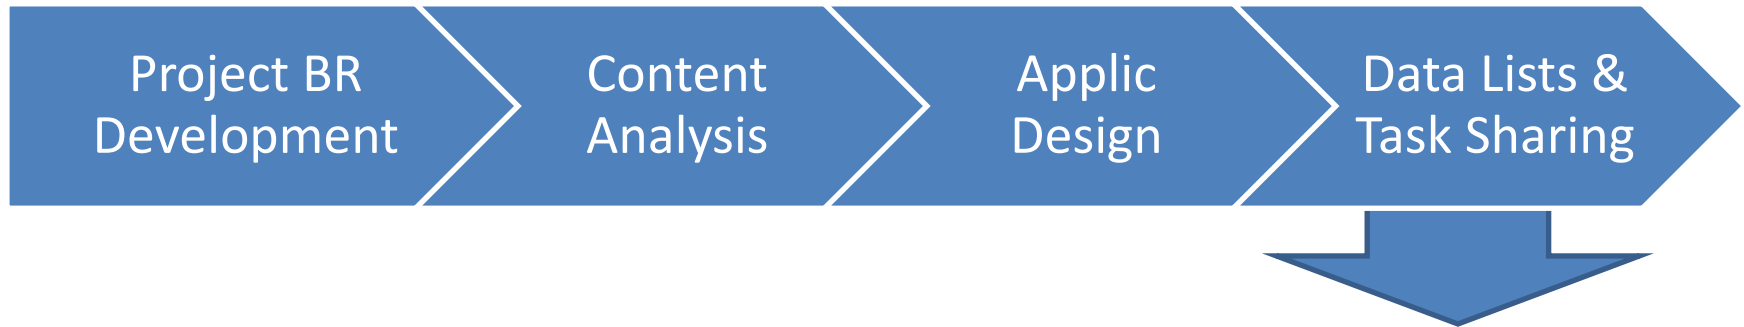 Project BR
Development
Content
Analysis
Applic
Design
Data Lists &
Task Sharing